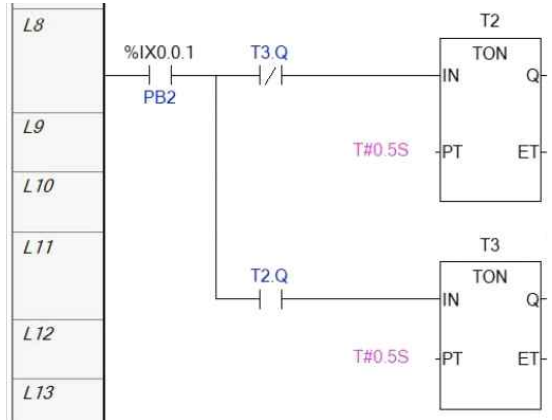 L8
T2
%IX0.0.1 T3.Q TON
IN Q
PB2
L9
T#0.5S PT ET
L10
L11
T3
T2.Q TON
IN Q
L12
T#0.5S PT ET
L13